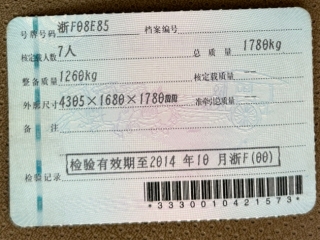 号牌号码 浙F08E85 档案编号
核定载人数 7人 总质量 1780kg
整备质量 1260kg 核定载质量 --
外廓尺寸 4305×1680×1780mm 准牵引总质量 --
备注
检验有效期至2014年10月浙F(00)
检验记录
*3330010421573*